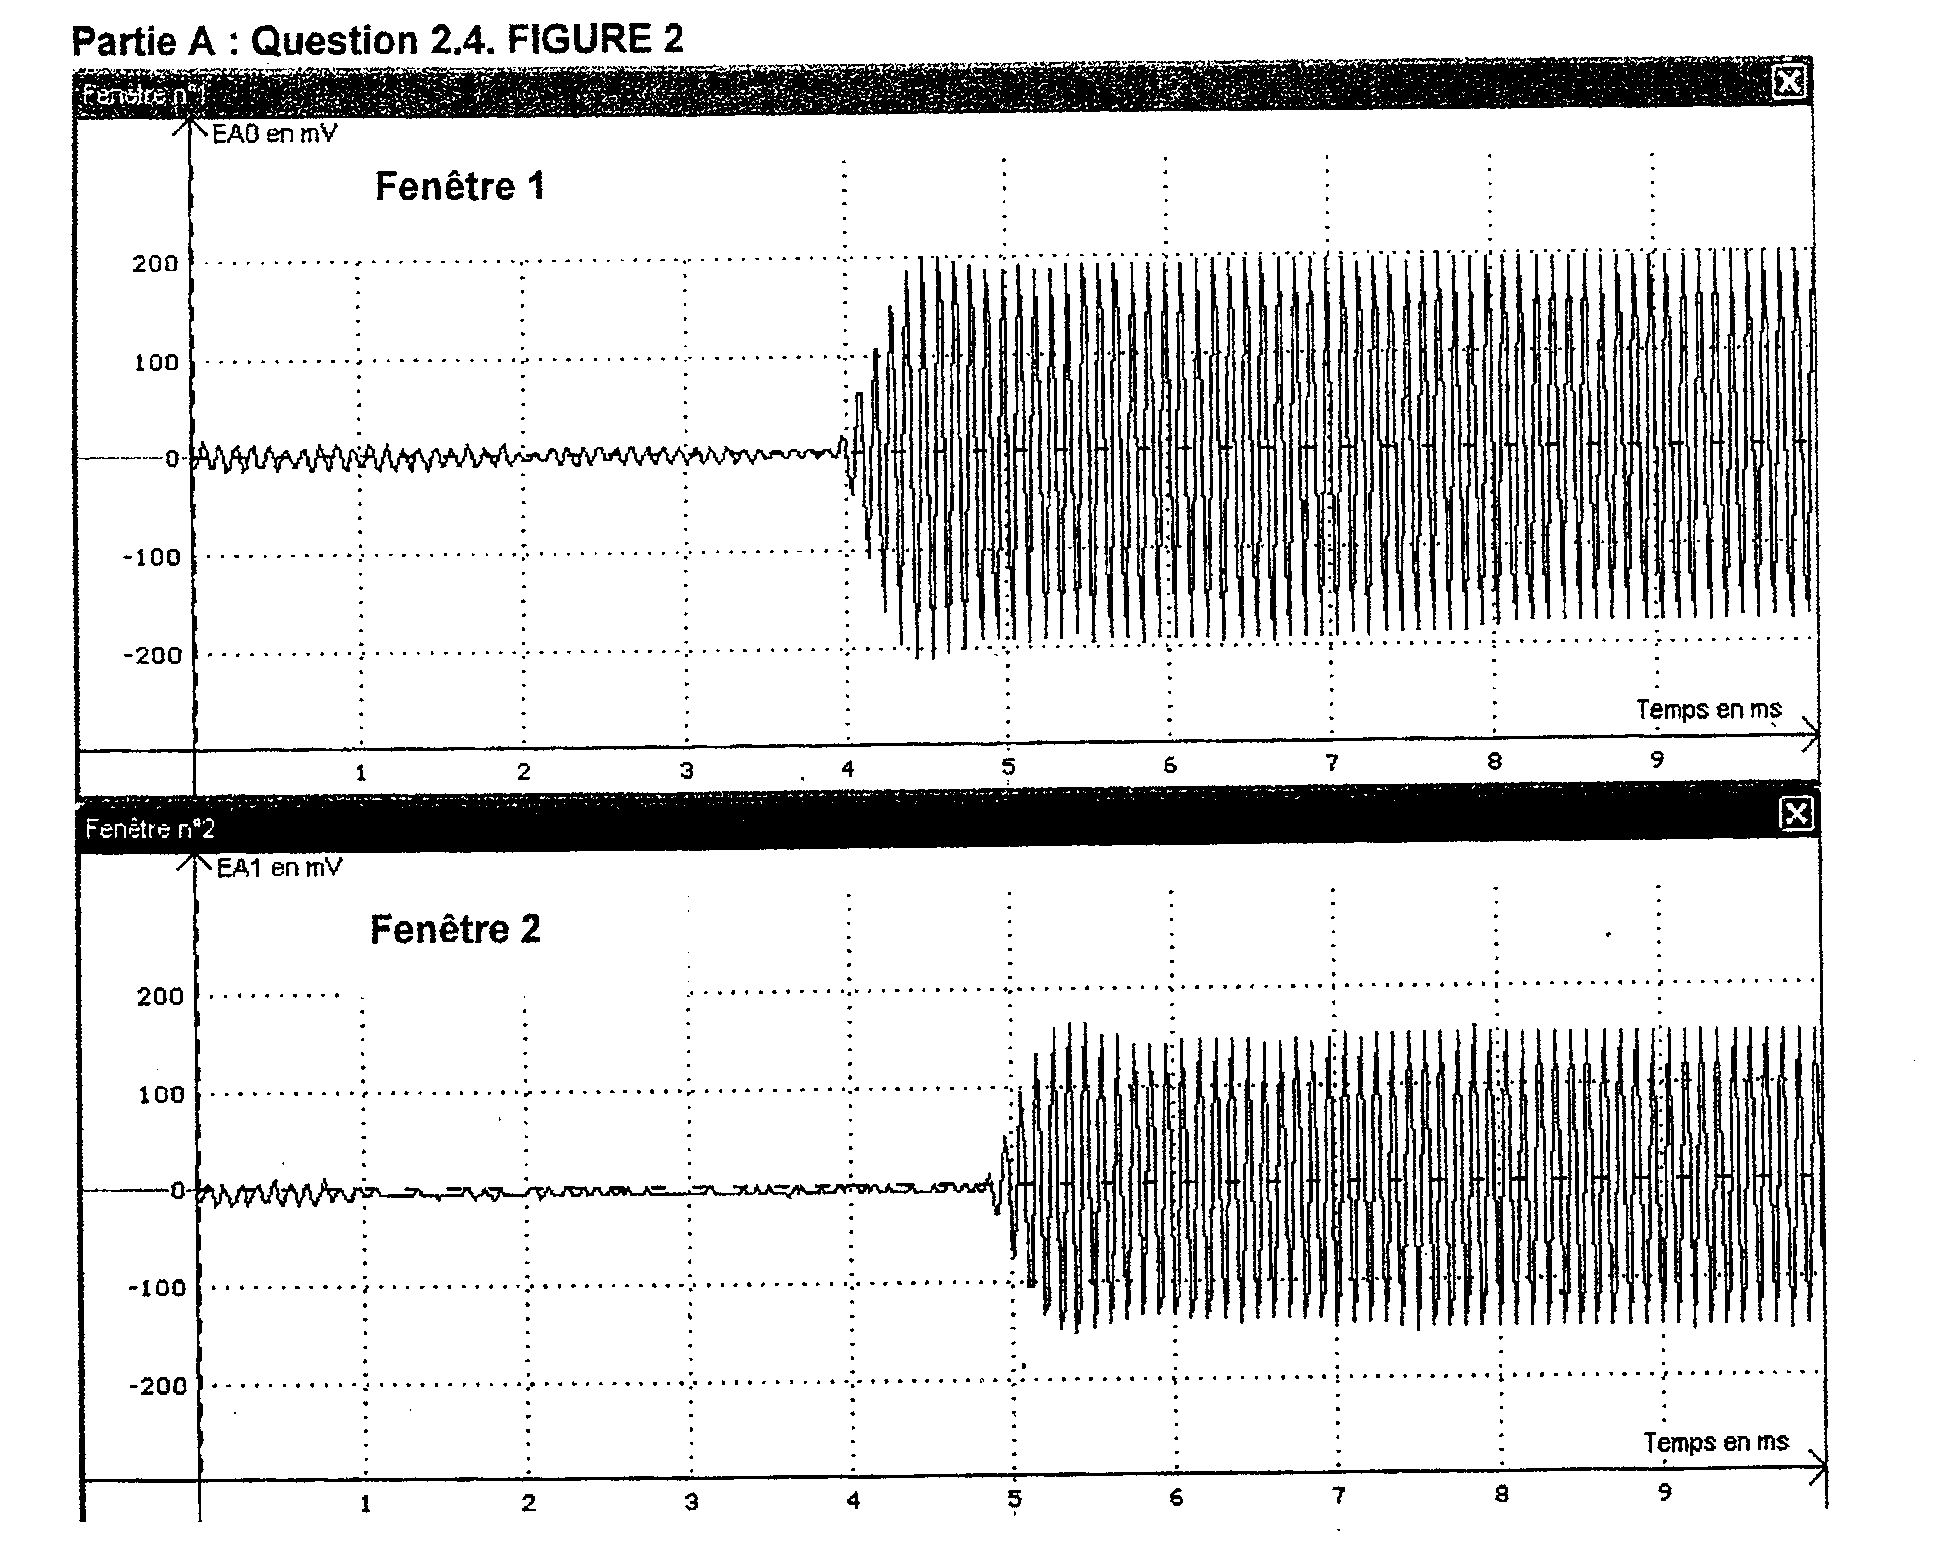 Partie A : Question 2.4. FIGURE 2
Fenêtre n°1
EA0 en mV
Fenêtre 1
200
100
0
-100
-200
Temps en ms
1 2 3 4 5 6 7 8 9
Fenêtre n°2
EA1 en mV
Fenêtre 2
200
100
0
-100
-200
Temps en ms
1 2 3 4 5 6 7 8 9